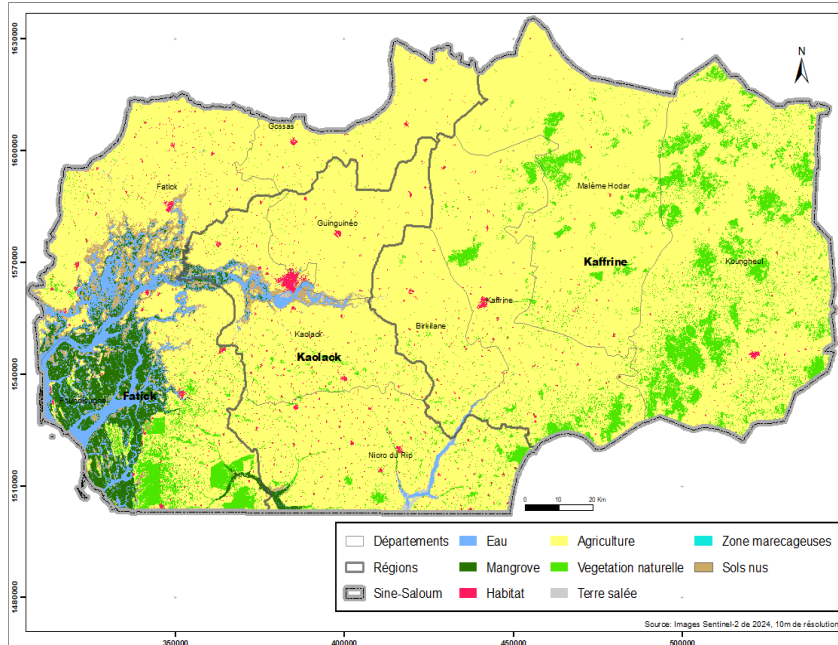 1630000
N
Gossas
1600000
Fatick
Malème Hodar
Guinguinéo
1570000
Kaffrine
Koungheul
Kaffrine
Birkilane
Kaolack
Kaolack
1540000
Fatick
Nioro du Rip
1510000
0 10 20 Km
Départements Eau Agriculture Zone marecageuses
Régions Mangrove Vegetation naturelle Sols nus
Sine-Saloum Habitat Terre salée
1480000
Source: Images Sentinel-2 de 2024, 10m de résolution
350000 400000 450000 500000